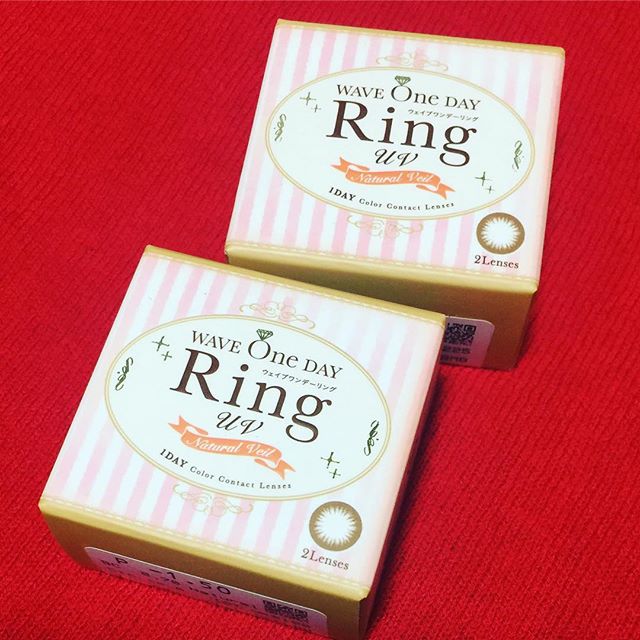 WAVE One DAY
ウェイブワンデーリング
Ring
UV
Natural Veil
1DAY Color Contact Lenses
2Lenses
WAVE One DAY
ウェイブワンデーリング
Ring
UV
Natural Veil
1DAY Color Contact Lenses
2Lenses
P -1.50